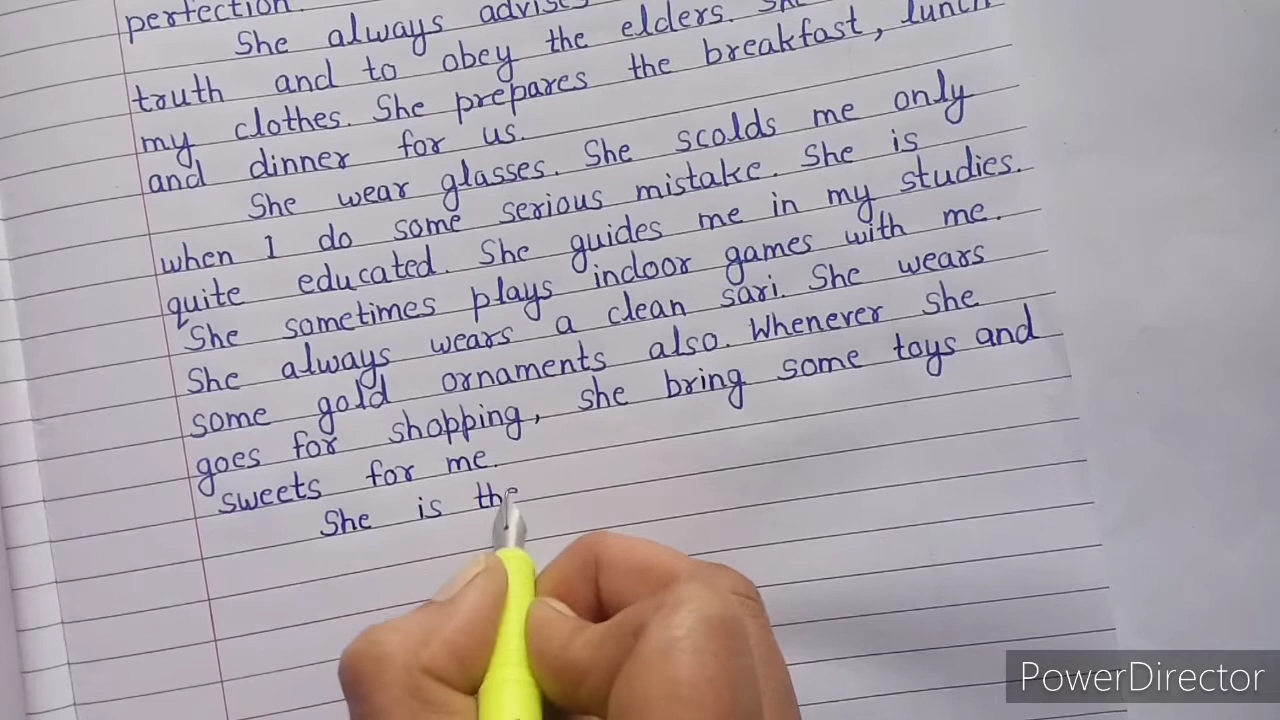 perfection.
She always advises
truth and to obey the elders. She
my clothes. She prepares the breakfast, lunch
and dinner for us.
She wear glasses. She scolds me only
when I do some serious mistake. She is
quite educated. She guides me in my studies.
She sometimes plays indoor games with me.
She always wears a clean sari. She wears
some gold ornaments also. Whenever she
goes for shopping, she bring some toys and
sweets for me.
She is the
PowerDirector